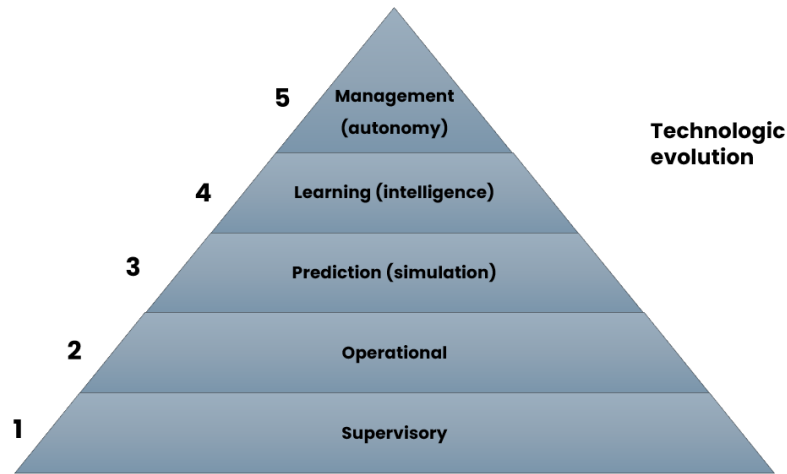 5
Management
(autonomy)
Technologic
evolution
4
Learning (intelligence)
3
Prediction (simulation)
2
Operational
1
Supervisory